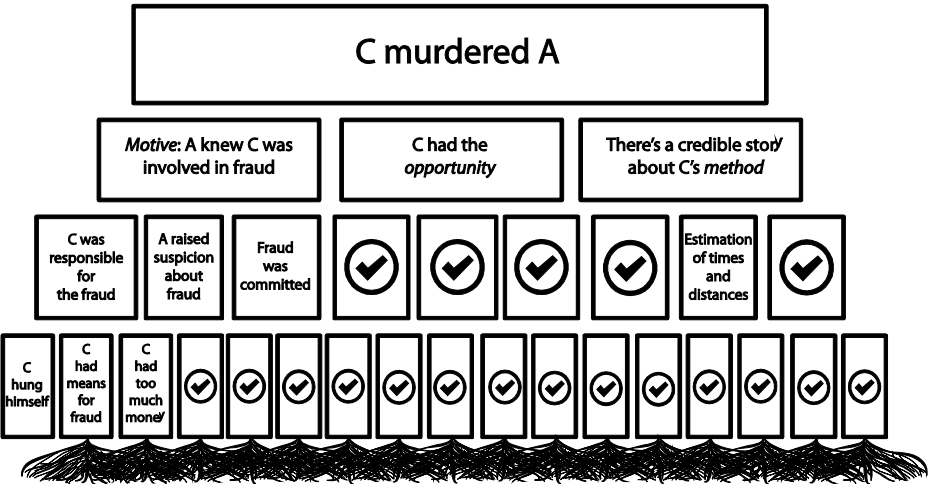 C murdered A
Motive: A knew C was
involved in fraud
C had the
opportunity
There's a credible story
about C's method
C was
responsible
for
the fraud
A raised
suspicion
about
fraud
Fraud
was
committed
Estimation
of times
and
distances
C
hung
himself
C
had
means
for
fraud
C
had
too
much
money